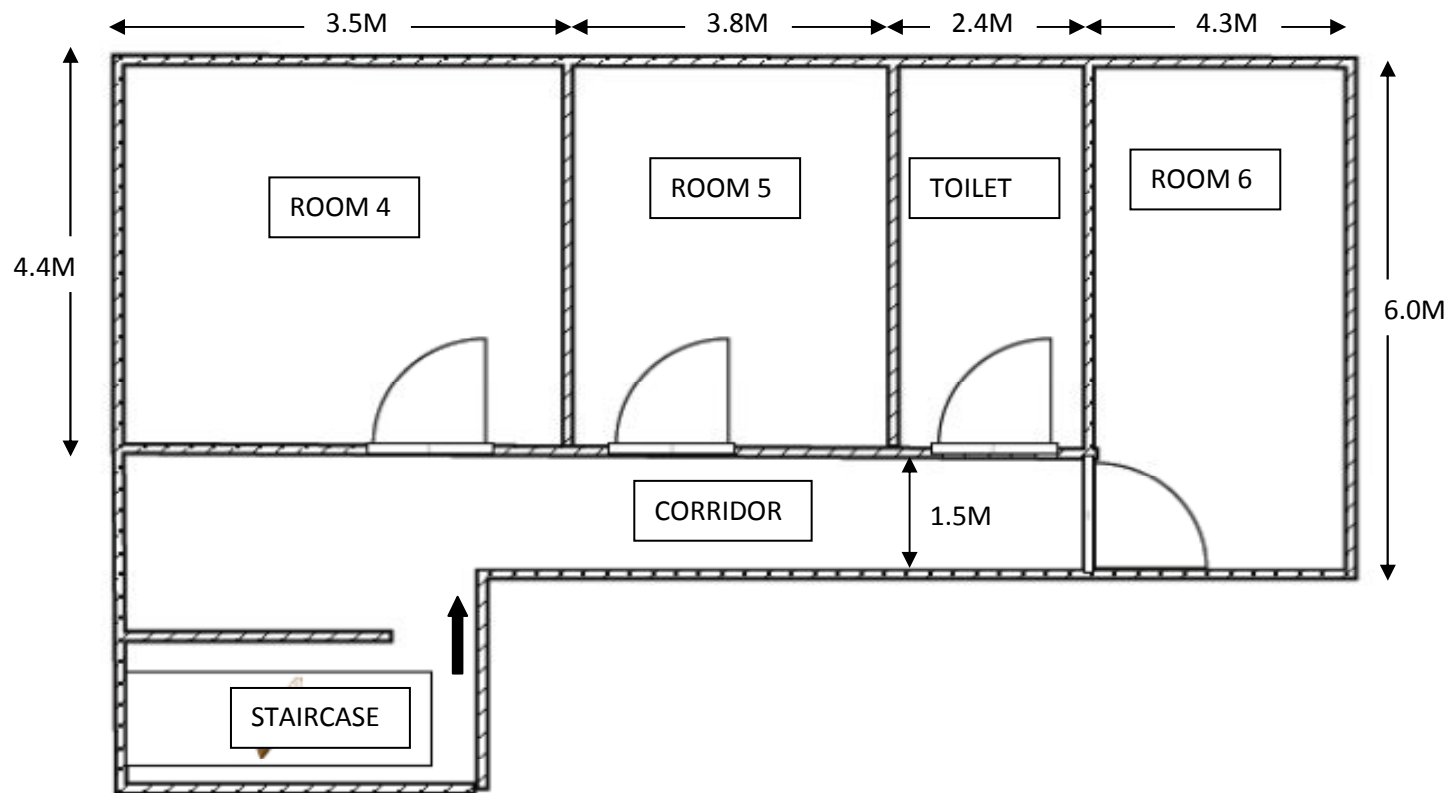 3.5M
3.8M
2.4M
4.3M
ROOM 4
ROOM 5
TOILET
ROOM 6
4.4M
6.0M
CORRIDOR
1.5M
STAIRCASE